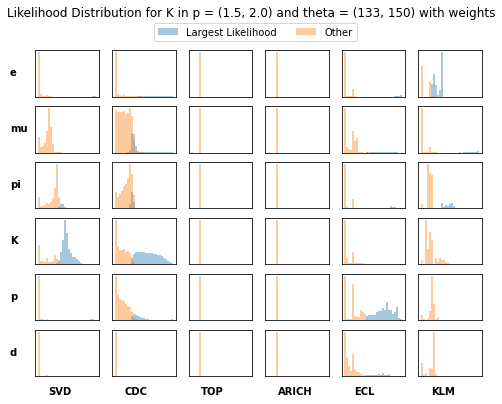 Likelihood Distribution for K in p = (1.5, 2.0) and theta = (133, 150) with weights
Largest Likelihood Other
e
mu
pi
K
p
d
SVD CDC TOP ARICH ECL KLM